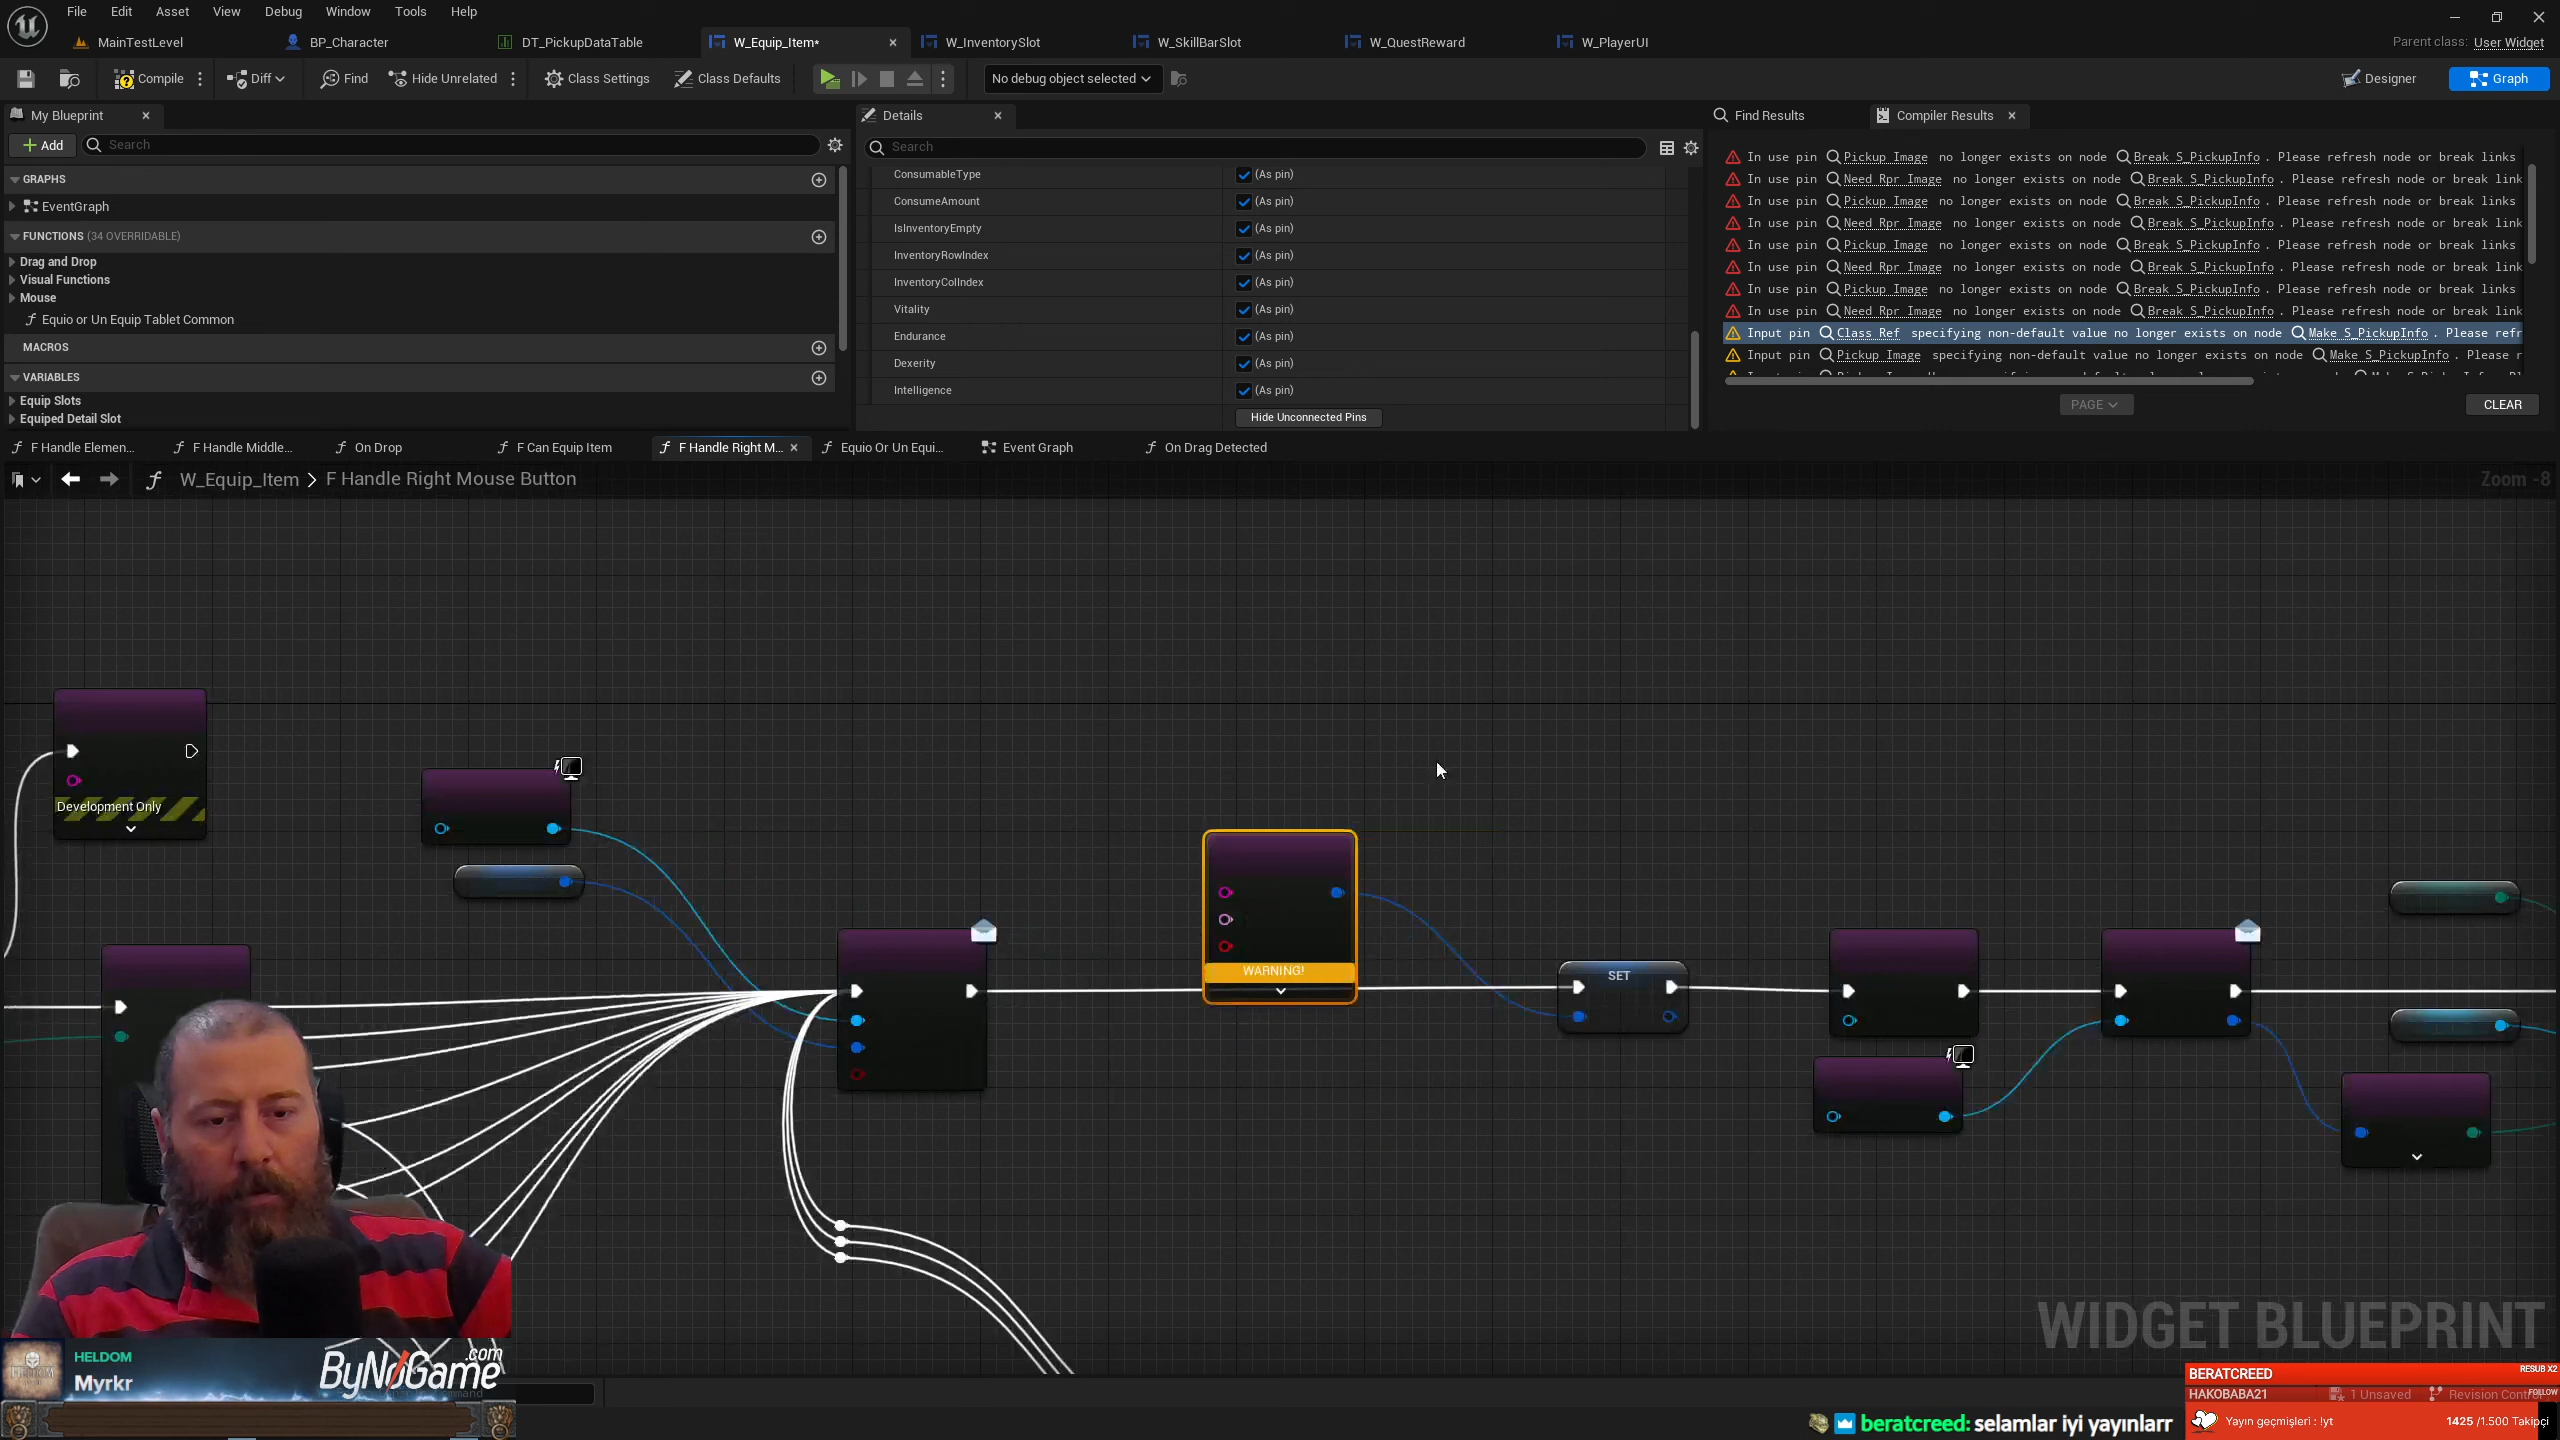 File Edit Asset View Debug Window Tools Help
MainTestLevel BP_Character DT_PickupDataTable W_Equip_Item* W_InventorySlot W_SkillBarSlot W_QuestReward W_PlayerUI
Parent class: User Widget
Compile Diff Find Hide Unrelated Class Settings Class Defaults No debug object selected Designer Graph
My Blueprint
Add Search
GRAPHS
EventGraph
FUNCTIONS (34 OVERRIDABLE)
Drag and Drop
Visual Functions
Mouse
Equio or Un Equip Tablet Common
MACROS
VARIABLES
Equip Slots
Equiped Detail Slot
Details
Search
ConsumableType (As pin)
ConsumeAmount (As pin)
IsInventoryEmpty (As pin)
InventoryRowIndex (As pin)
InventoryColIndex (As pin)
Vitality (As pin)
Endurance (As pin)
Dexerity (As pin)
Intelligence (As pin)
Hide Unconnected Pins
Find Results Compiler Results
In use pin Pickup Image no longer exists on node Break S_PickupInfo . Please refresh node or break links
In use pin Need Rpr Image no longer exists on node Break S_PickupInfo . Please refresh node or break link
In use pin Pickup Image no longer exists on node Break S_PickupInfo . Please refresh node or break links
In use pin Need Rpr Image no longer exists on node Break S_PickupInfo . Please refresh node or break link
In use pin Pickup Image no longer exists on node Break S_PickupInfo . Please refresh node or break links
In use pin Need Rpr Image no longer exists on node Break S_PickupInfo . Please refresh node or break link
In use pin Pickup Image no longer exists on node Break S_PickupInfo . Please refresh node or break links
In use pin Need Rpr Image no longer exists on node Break S_PickupInfo . Please refresh node or break link
Input pin Class Ref specifying non-default value no longer exists on node Make S_PickupInfo . Please refr
Input pin Pickup Image specifying non-default value no longer exists on node Make S_PickupInfo . Please r
PAGE CLEAR
F Handle Elemen... F Handle Middle... On Drop F Can Equip Item F Handle Right M... Equio Or Un Equi... Event Graph On Drag Detected
W_Equip_Item > F Handle Right Mouse Button
Zoom -8
Development Only
WARNING!
SET
WIDGET BLUEPRINT
HELDOM
Myrkr
ByNoGame.com
BERATCREED RESUB X2
HAKOBABA21 1 Unsaved Revision Control FOLLOW
beratcreed: selamlar iyi yayınlarr
Yayın geçmişleri : !yt 1425 /1.500 Takipçi